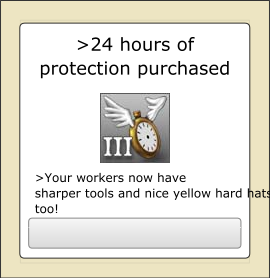 >24 hours of
protection purchased
III
>Your workers now have
sharper tools and nice yellow hard hats
too!